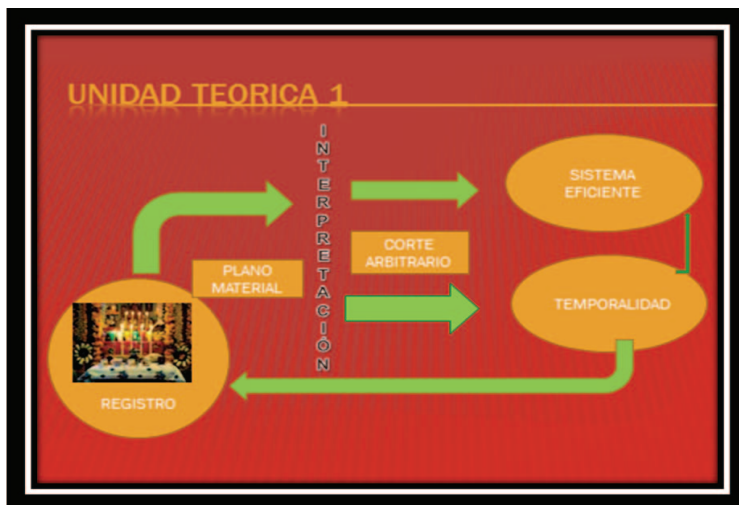 UNIDAD TEORICA 1
INTERPRETACIÓN
SISTEMA
EFICIENTE
CORTE
ARBITRARIO
PLANO
MATERIAL
TEMPORALIDAD
REGISTRO